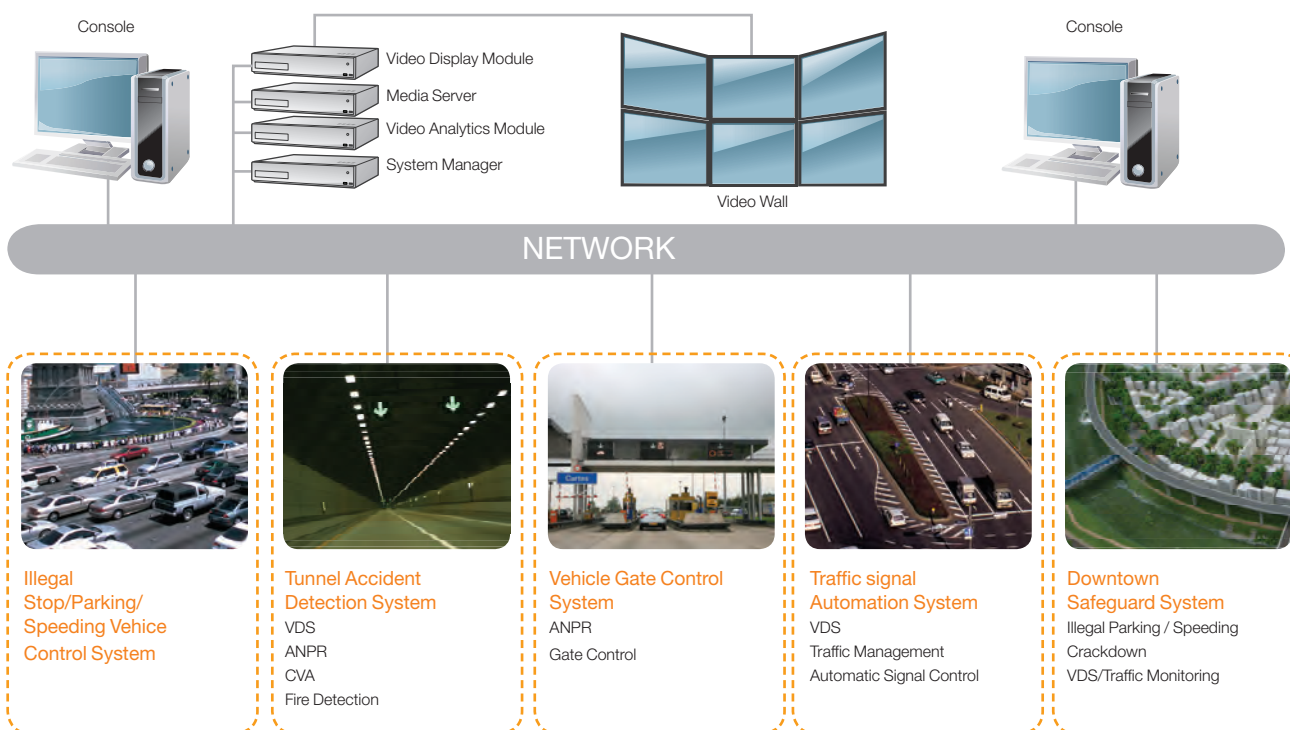 Console
Video Display Module
Media Server
Video Analytics Module
System Manager
Video Wall
Console
NETWORK
Illegal
Stop/Parking/
Speeding Vehice
Control System
Tunnel Accident
Detection System
VDS
ANPR
CVA
Fire Detection
Vehicle Gate Control
System
ANPR
Gate Control
Traffic signal
Automation System
VDS
Traffic Management
Automatic Signal Control
Downtown
Safeguard System
Illegal Parking / Speeding
Crackdown
VDS/Traffic Monitoring